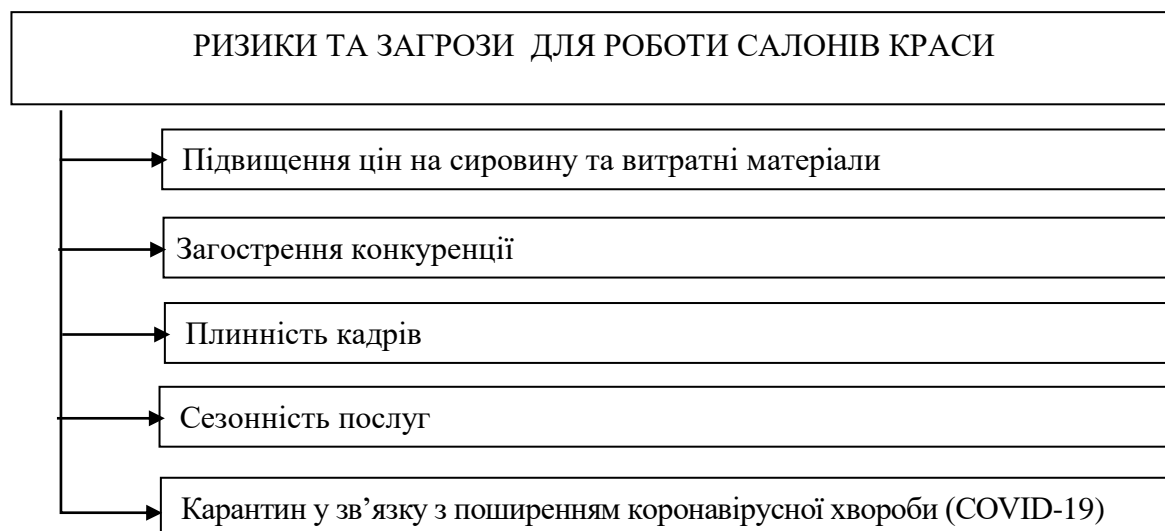 РИЗИКИ ТА ЗАГРОЗИ ДЛЯ РОБОТИ САЛОНІВ КРАСИ
Підвищення цін на сировину та витратні матеріали
Загострення конкуренції
Плинність кадрів
Сезонність послуг
Карантин у зв’язку з поширенням коронавірусної хвороби (COVID-19)